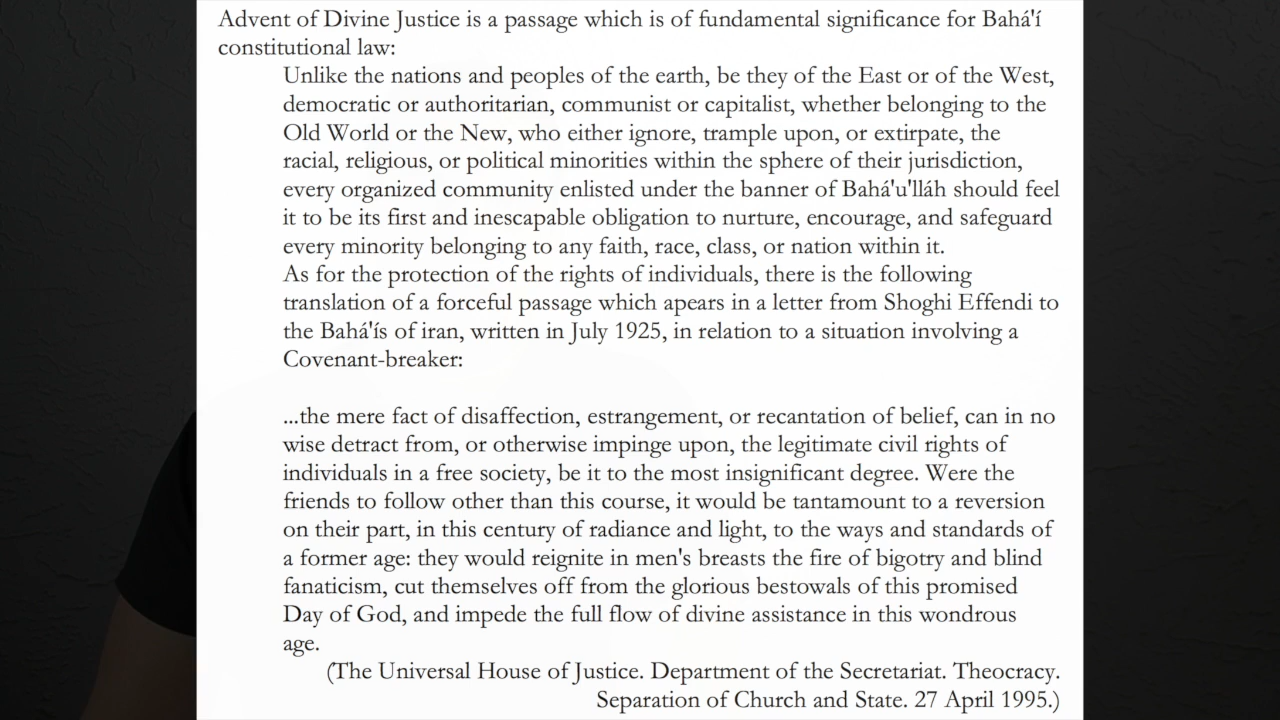 Advent of Divine Justice is a passage which is of fundamental significance for Bahá'í
constitutional law:
Unlike the nations and peoples of the earth, be they of the East or of the West,
democratic or authoritarian, communist or capitalist, whether belonging to the
Old World or the New, who either ignore, trample upon, or extirpate, the
racial, religious, or political minorities within the sphere of their jurisdiction,
every organized community enlisted under the banner of Bahá'u'lláh should feel
it to be its first and inescapable obligation to nurture, encourage, and safeguard
every minority belonging to any faith, race, class, or nation within it.
As for the protection of the rights of individuals, there is the following
translation of a forceful passage which apears in a letter from Shoghi Effendi to
the Bahá'ís of iran, written in July 1925, in relation to a situation involving a
Covenant-breaker:
...the mere fact of disaffection, estrangement, or recantation of belief, can in no
wise detract from, or otherwise impinge upon, the legitimate civil rights of
individuals in a free society, be it to the most insignificant degree. Were the
friends to follow other than this course, it would be tantamount to a reversion
on their part, in this century of radiance and light, to the ways and standards of
a former age: they would reignite in men's breasts the fire of bigotry and blind
fanaticism, cut themselves off from the glorious bestowals of this promised
Day of God, and impede the full flow of divine assistance in this wondrous
age.
(The Universal House of Justice. Department of the Secretariat. Theocracy.
Separation of Church and State. 27 April 1995.)